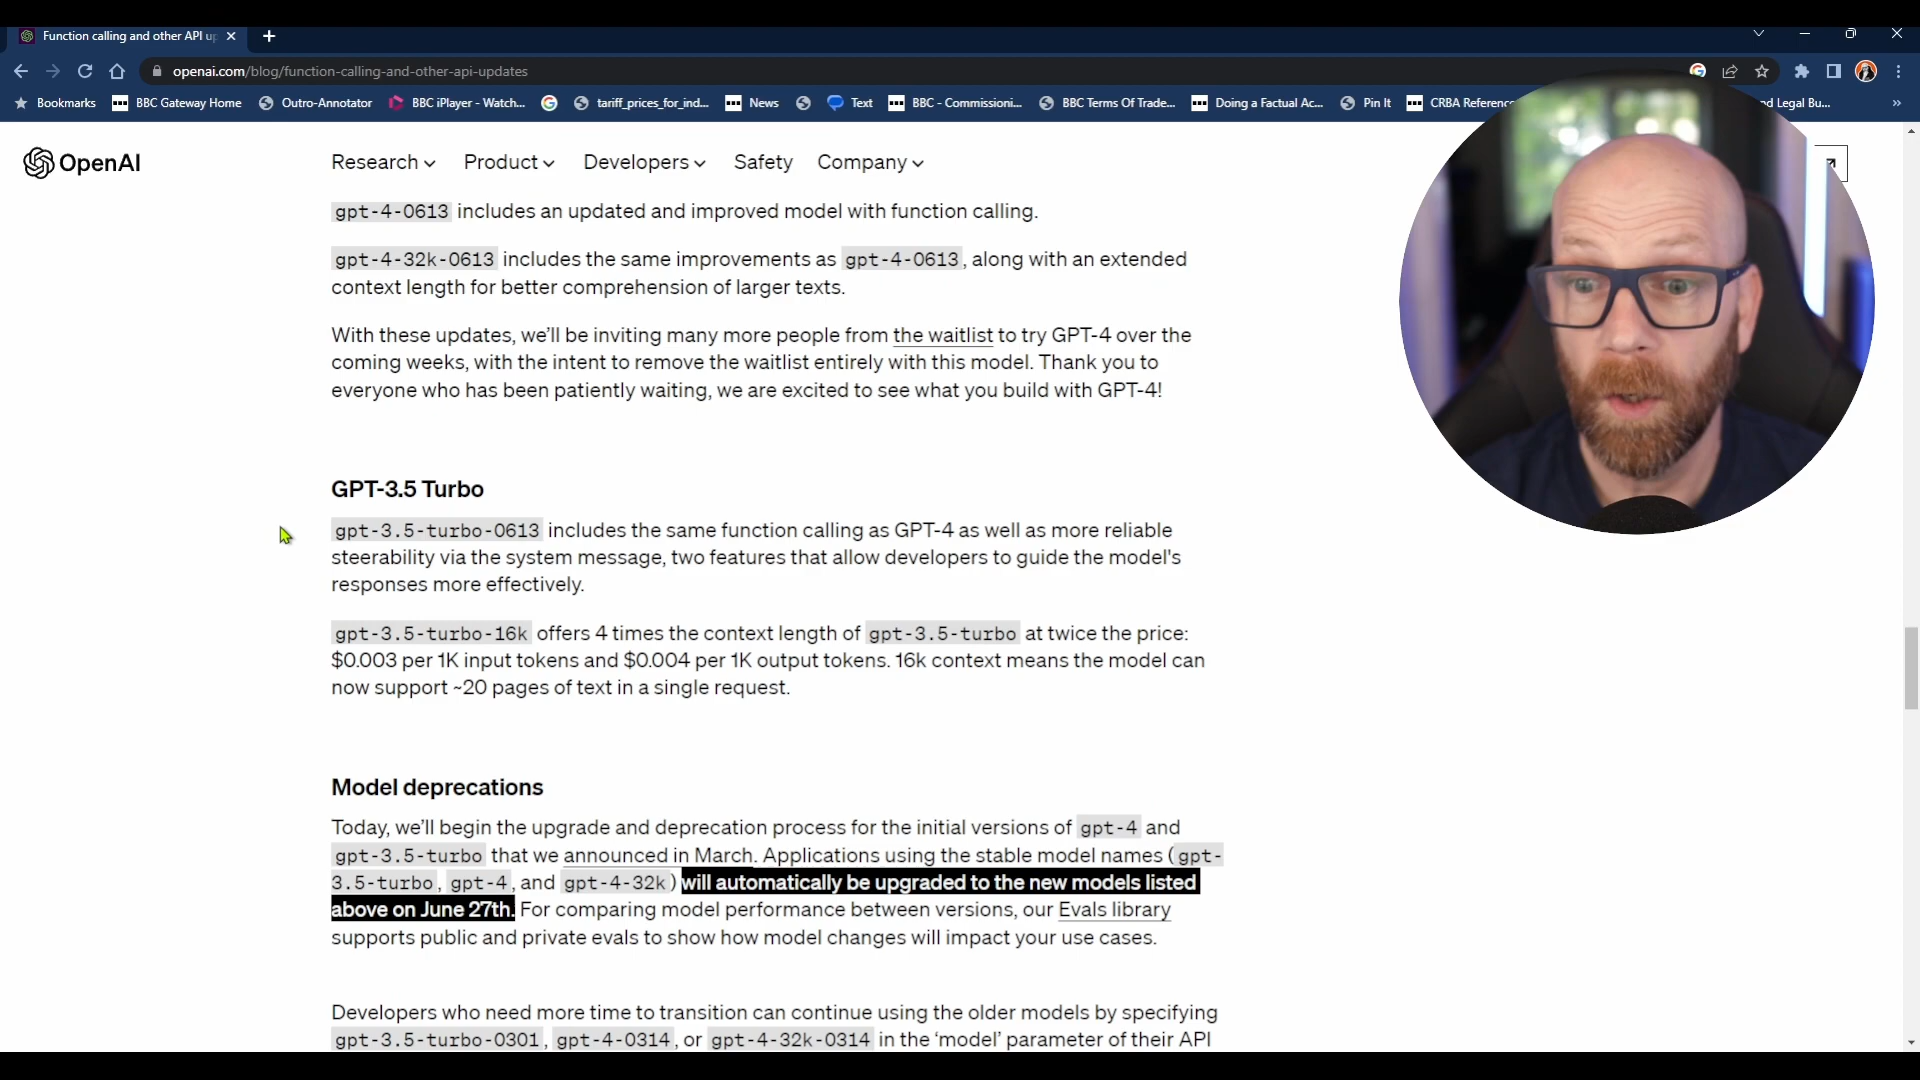 Function calling and other API up
openai.com/blog/function-calling-and-other-api-updates
Bookmarks
BBC Gateway Home
Outro-Annotator
BBC iPlayer - Watch...
tariff_prices_for_ind...
News
Text
BBC - Commissioni...
BBC Terms Of Trade...
Doing a Factual Ac...
Pin It
CRBA Reference
nd Legal Bu...
»
OpenAI
Research
Product
Developers
Safety
Company
gpt-4-0613 includes an updated and improved model with function calling.
gpt-4-32k-0613 includes the same improvements as gpt-4-0613, along with an extended
context length for better comprehension of larger texts.
With these updates, we’ll be inviting many more people from the waitlist to try GPT-4 over the
coming weeks, with the intent to remove the waitlist entirely with this model. Thank you to
everyone who has been patiently waiting, we are excited to see what you build with GPT-4!
GPT-3.5 Turbo
gpt-3.5-turbo-0613 includes the same function calling as GPT-4 as well as more reliable
steerability via the system message, two features that allow developers to guide the model's
responses more effectively.
gpt-3.5-turbo-16k offers 4 times the context length of gpt-3.5-turbo at twice the price:
$0.003 per 1K input tokens and $0.004 per 1K output tokens. 16k context means the model can
now support ~20 pages of text in a single request.
Model deprecations
Today, we’ll begin the upgrade and deprecation process for the initial versions of gpt-4 and
gpt-3.5-turbo that we announced in March. Applications using the stable model names (gpt-
3.5-turbo, gpt-4, and gpt-4-32k) will automatically be upgraded to the new models listed
above on June 27th. For comparing model performance between versions, our Evals library
supports public and private evals to show how model changes will impact your use cases.
Developers who need more time to transition can continue using the older models by specifying
gpt-3.5-turbo-0301, gpt-4-0314, or gpt-4-32k-0314 in the ‘model’ parameter of their API